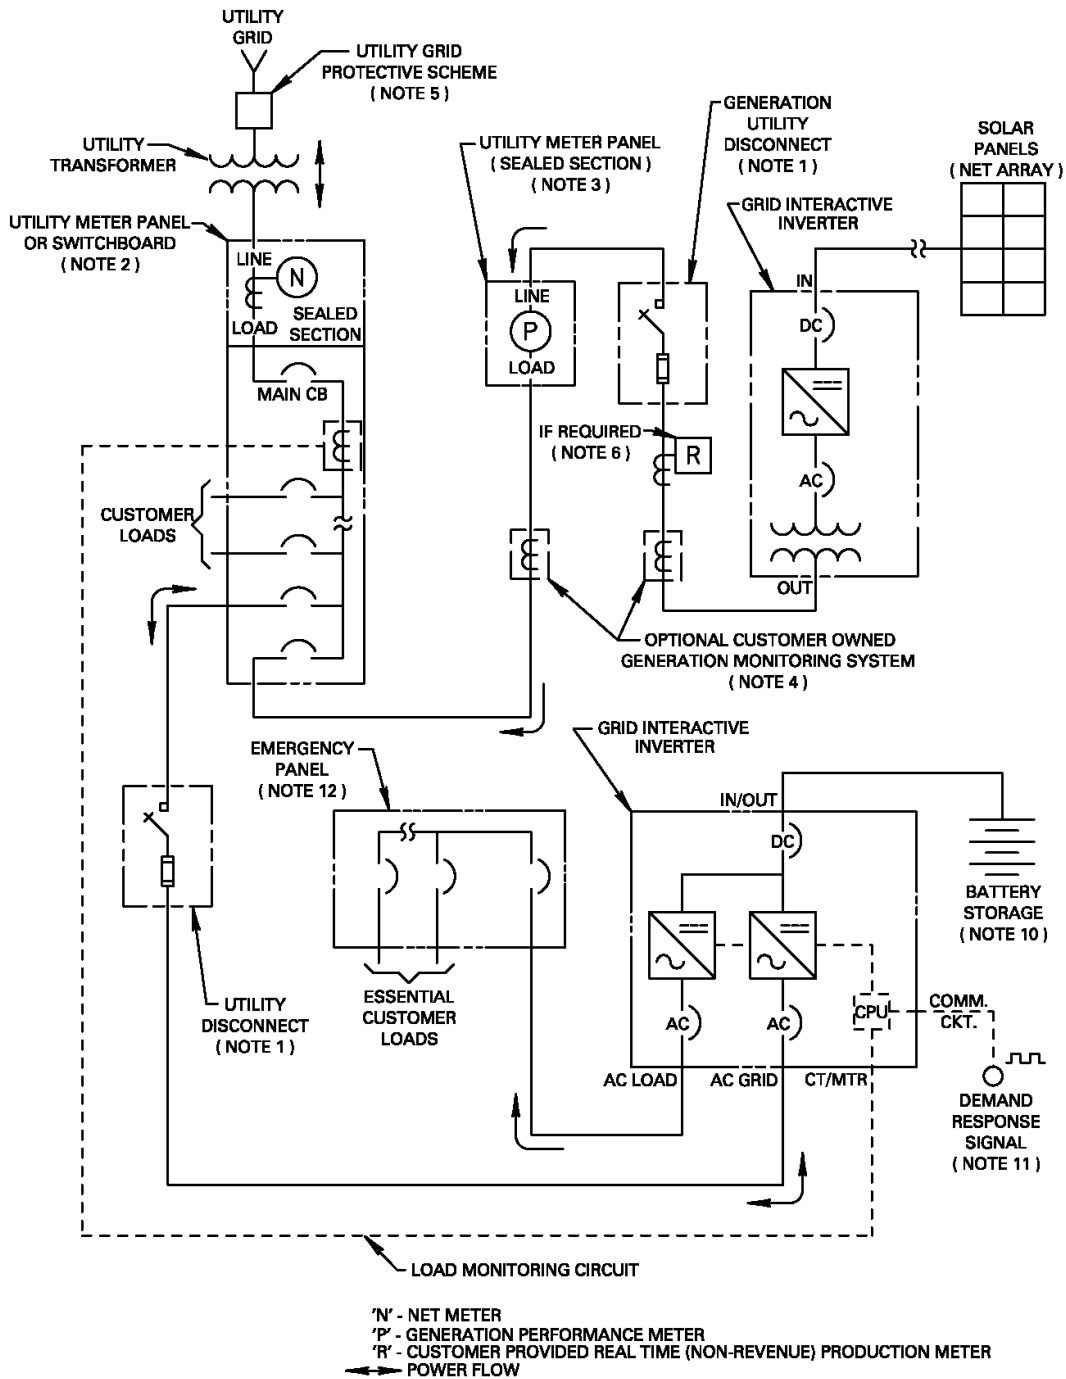 UTILITY
GRID
UTILITY GRID
PROTECTIVE SCHEME
( NOTE 5 )
UTILITY
TRANSFORMER
UTILITY METER PANEL
OR SWITCHBOARD
( NOTE 2 )
LINE
N
LOAD
SEALED
SECTION
MAIN CB
CUSTOMER
LOADS
UTILITY METER PANEL
( SEALED SECTION )
( NOTE 3 )
LINE
P
LOAD
GENERATION
UTILITY
DISCONNECT
( NOTE 1 )
IF REQUIRED
( NOTE 6 )
R
GRID INTERACTIVE
INVERTER
IN
DC
AC
OUT
SOLAR
PANELS
( NET ARRAY )
OPTIONAL CUSTOMER OWNED
GENERATION MONITORING SYSTEM
( NOTE 4 )
EMERGENCY
PANEL
( NOTE 12 )
ESSENTIAL
CUSTOMER
LOADS
UTILITY
DISCONNECT
( NOTE 1 )
GRID INTERACTIVE
INVERTER
IN/OUT
DC
AC
AC
CPU
AC LOAD
AC GRID
CT/MTR
BATTERY
STORAGE
( NOTE 10 )
COMM.
CKT.
DEMAND
RESPONSE
SIGNAL
( NOTE 11 )
LOAD MONITORING CIRCUIT
'N' - NET METER
'P' - GENERATION PERFORMANCE METER
'R' - CUSTOMER PROVIDED REAL TIME (NON-REVENUE) PRODUCTION METER
POWER FLOW